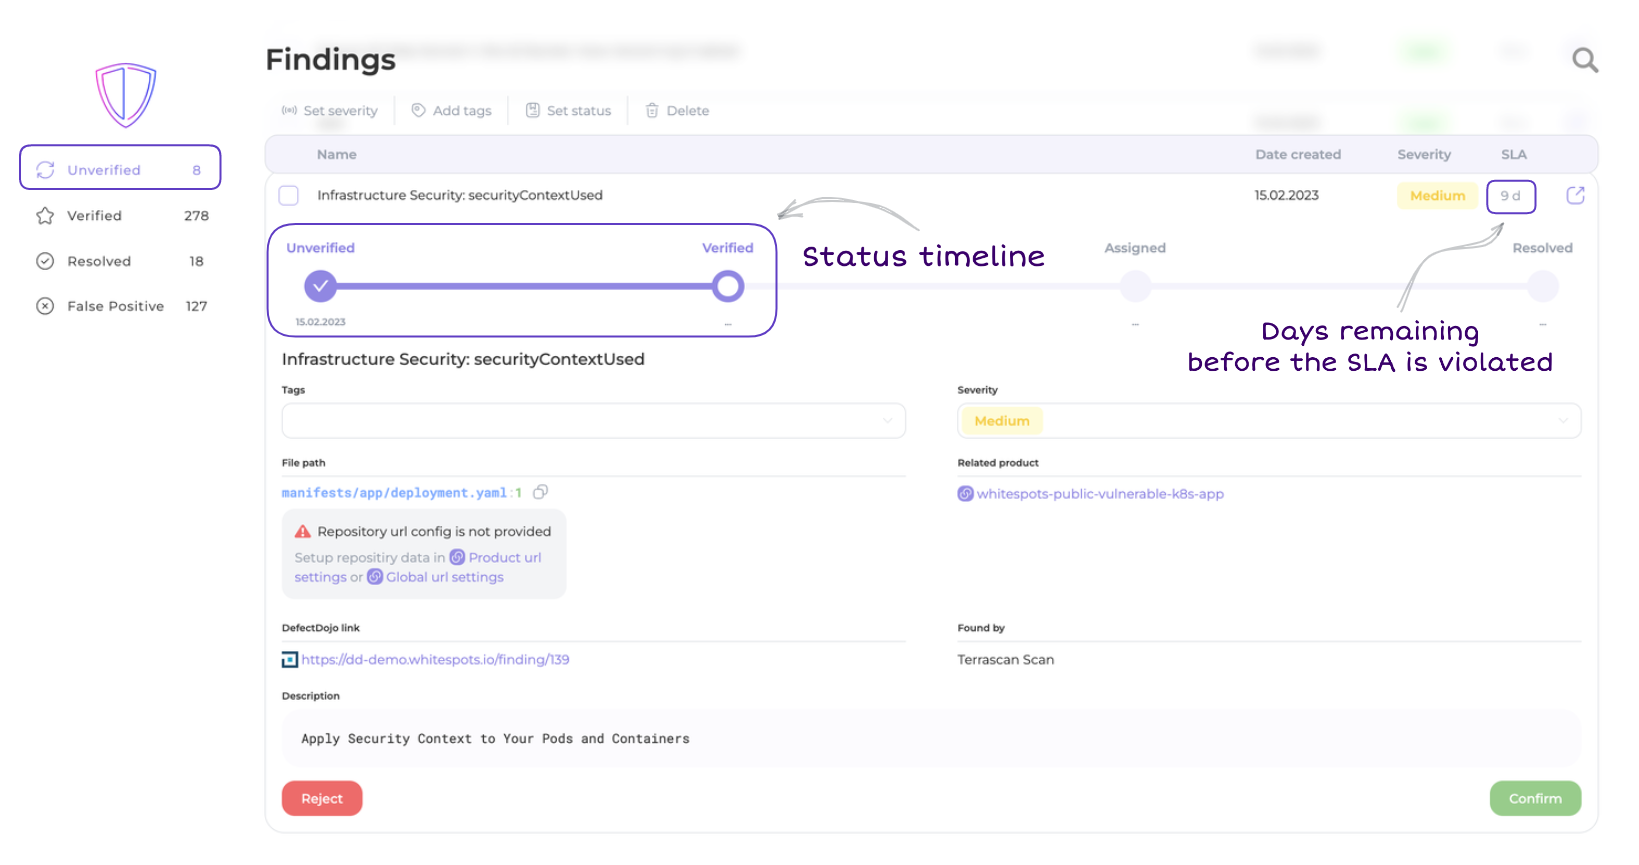 Findings
Set severity
Add tags
Set status
Delete
Unverified 8
Verified 278
Resolved 18
False Positive 127
Name Date created Severity SLA
Infrastructure Security: securityContextUsed 15.02.2023 Medium 9 d
Unverified Verified Assigned Resolved
Status timeline
15.02.2023 ... ... ...
Days remaining
before the SLA is violated
Infrastructure Security: securityContextUsed
Tags
Severity
Medium
File path
manifests/app/deployment.yaml:1
Related product
whitespots-public-vulnerable-k8s-app
Repository url config is not provided
Setup repositiry data in Product url
settings or Global url settings
DefectDojo link
https://dd-demo.whitespots.io/finding/139
Found by
Terrascan Scan
Description
Apply Security Context to Your Pods and Containers
Reject
Confirm